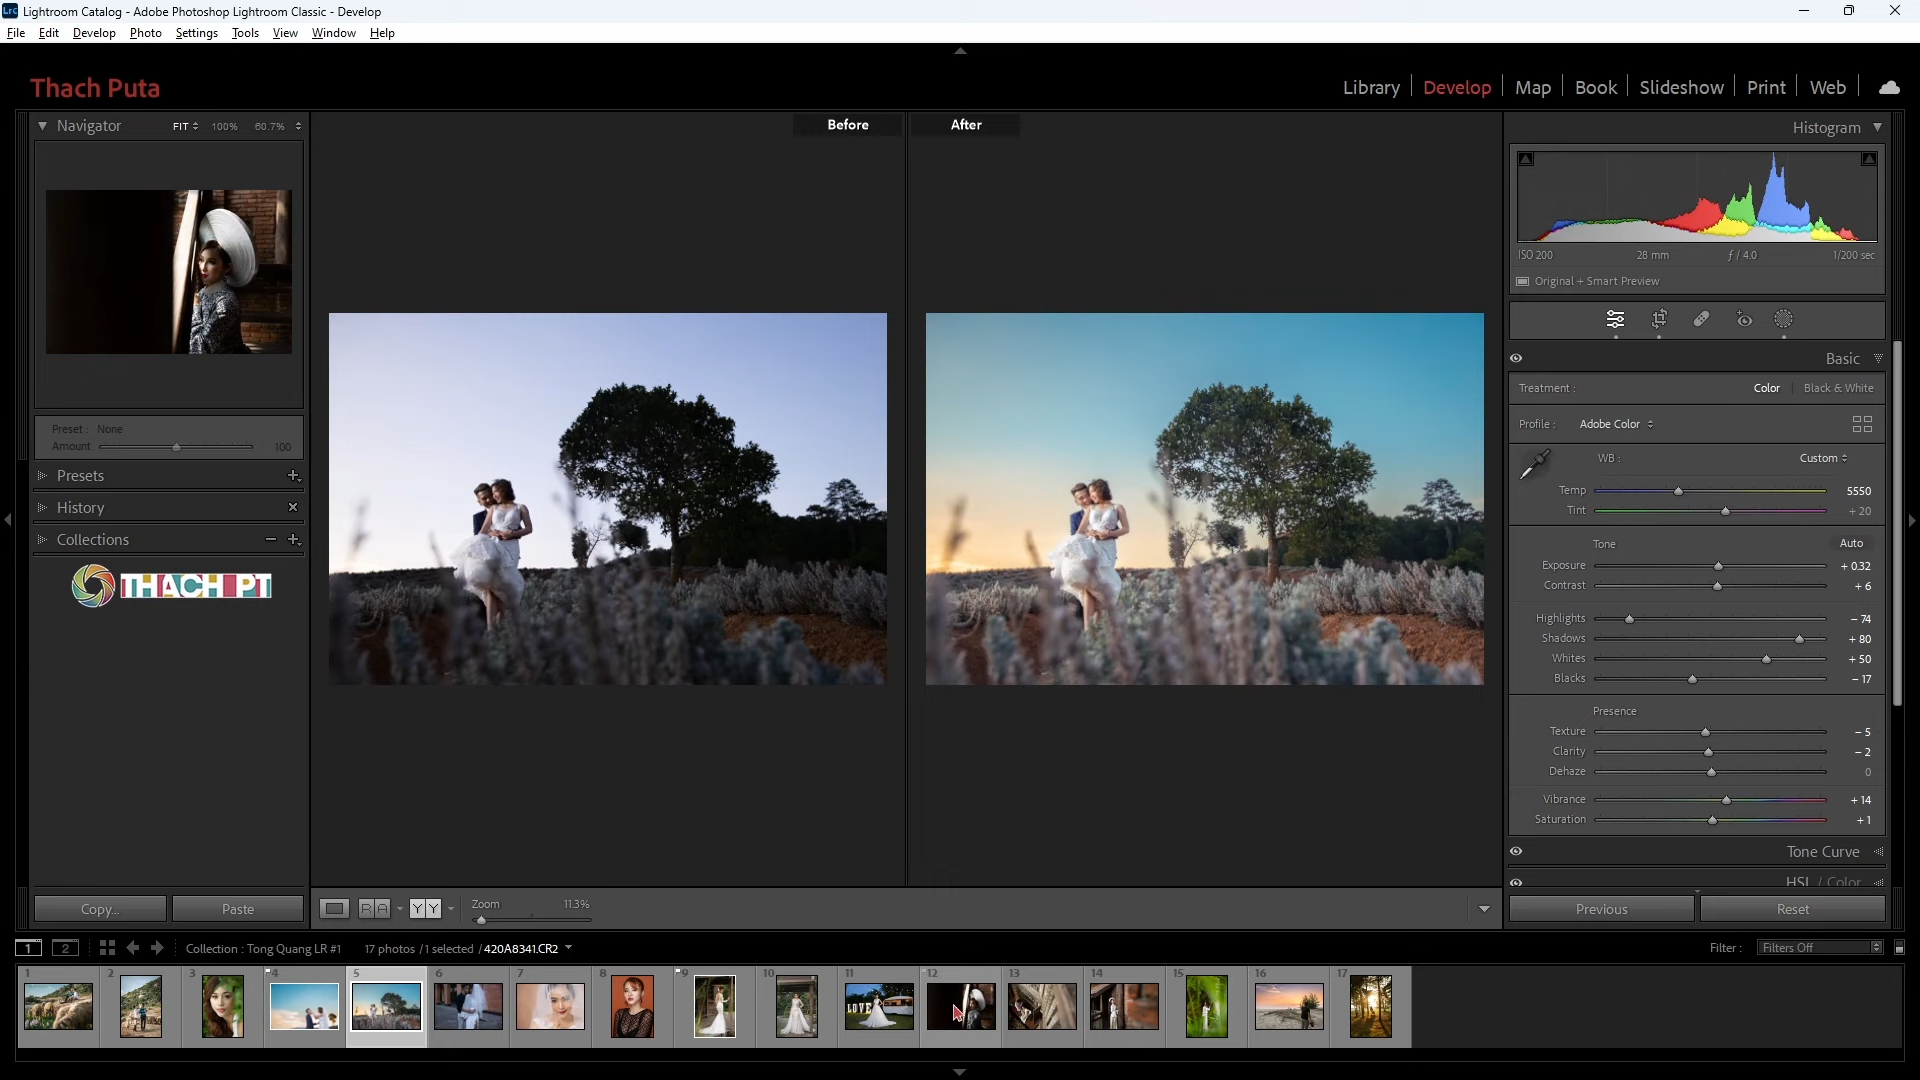 Lrc Lightroom Catalog - Adobe Photoshop Lightroom Classic - Develop
File Edit Develop Photo Settings Tools View Window Help
Thach Puta
Library Develop Map Book Slideshow Print Web
Navigator FIT 100% 60.7%
Preset : None
Amount 100
Presets
History
Collections
THACH PT
Copy... Paste
Before After
Histogram
ISO 200 28 mm ƒ / 4.0 1/200 sec
Original + Smart Preview
Basic
Treatment : Color Black & White
Profile : Adobe Color
WB : Custom
Temp 5550
Tint + 20
Tone Auto
Exposure + 0.32
Contrast + 6
Highlights − 74
Shadows + 80
Whites + 50
Blacks − 17
Presence
Texture − 5
Clarity − 2
Dehaze 0
Vibrance + 14
Saturation + 1
Tone Curve
HSL / Color
Previous Reset
R A Y Y Zoom 11.3%
1 2 Collection : Tong Quang LR #1 17 photos / 1 selected / 420A8341.CR2 Filter : Filters Off
1 2 3 4 5 6 7 8 9 10 11 12 13 14 15 16 17
LOVE